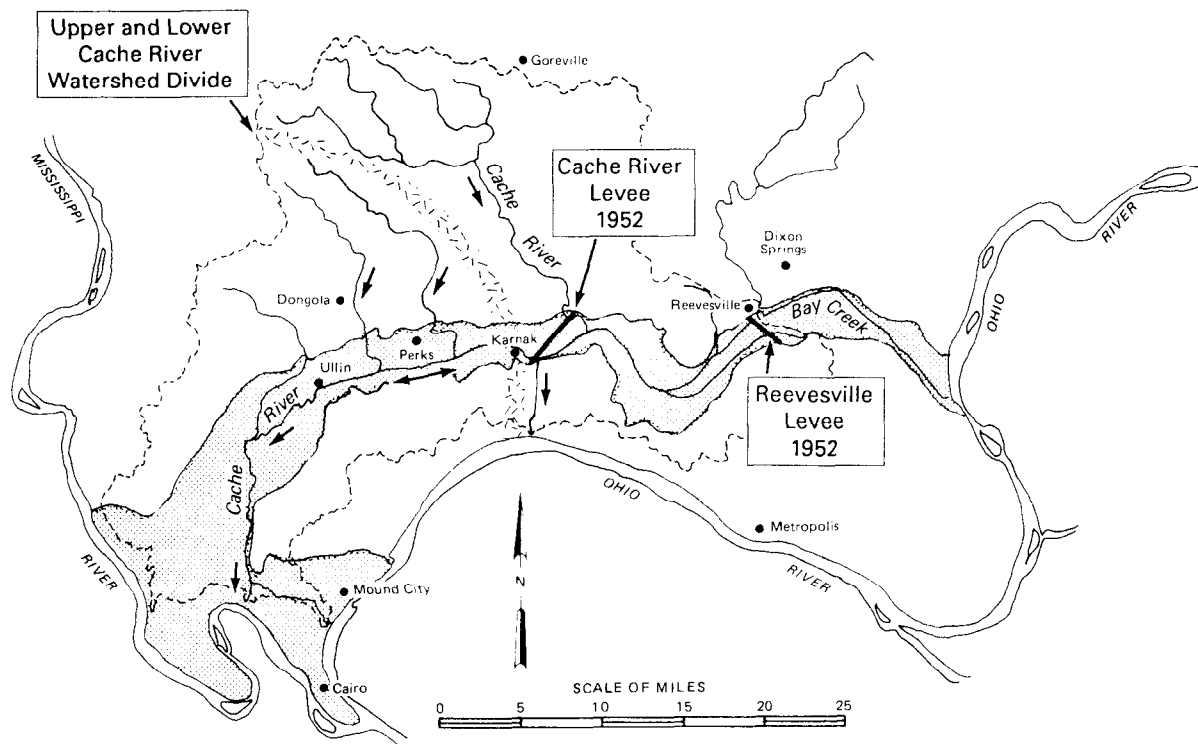 Upper and Lower
Cache River
Watershed Divide
Goreville
MISSISSIPPI
Cache
River
Cache River
Levee
1952
Dixon
Springs
RIVER
OHIO
Dongola
Reevesville
Bay Creek
Perks
Karnak
Ullin
River
Reevesville
Levee
1952
Cache
OHIO
Metropolis
RIVER
RIVER
N
Mound City
Cairo
SCALE OF MILES
0 5 10 15 20 25